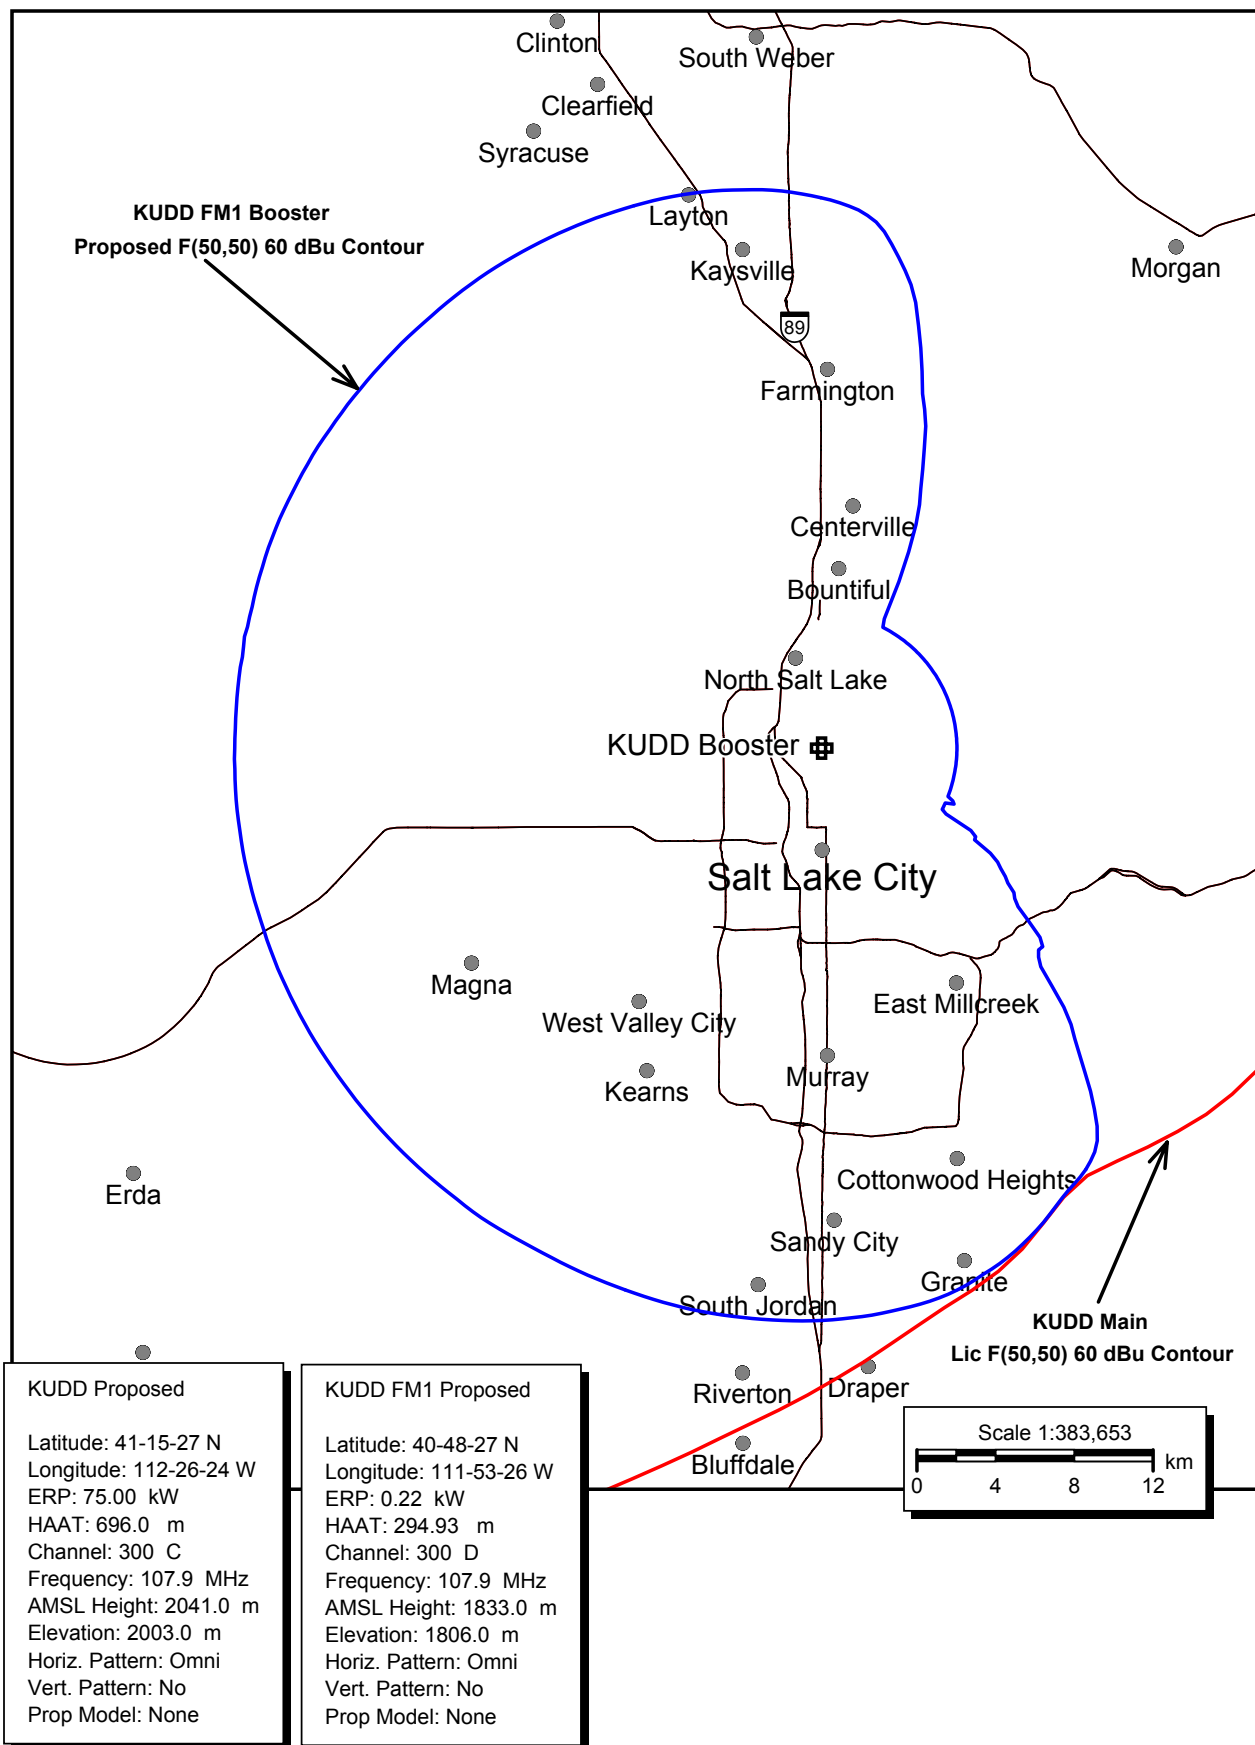 Clinton
South Weber
Clearfield
Syracuse
KUDD FM1 Booster
Proposed F(50,50) 60 dBu Contour
Layton
Kaysville
Morgan
89
Farmington
Centerville
Bountiful
North Salt Lake
KUDD Booster
Salt Lake City
Magna
East Millcreek
West Valley City
Murray
Kearns
Cottonwood Heights
Erda
Sandy City
Granite
South Jordan
KUDD Main
Lic F(50,50) 60 dBu Contour
Riverton
Draper
Bluffdale
KUDD Proposed
Latitude: 41-15-27 N
Longitude: 112-26-24 W
ERP: 75.00 kW
HAAT: 696.0 m
Channel: 300 C
Frequency: 107.9 MHz
AMSL Height: 2041.0 m
Elevation: 2003.0 m
Horiz. Pattern: Omni
Vert. Pattern: No
Prop Model: None
KUDD FM1 Proposed
Latitude: 40-48-27 N
Longitude: 111-53-26 W
ERP: 0.22 kW
HAAT: 294.93 m
Channel: 300 D
Frequency: 107.9 MHz
AMSL Height: 1833.0 m
Elevation: 1806.0 m
Horiz. Pattern: Omni
Vert. Pattern: No
Prop Model: None
Scale 1:383,653
km
0 4 8 12